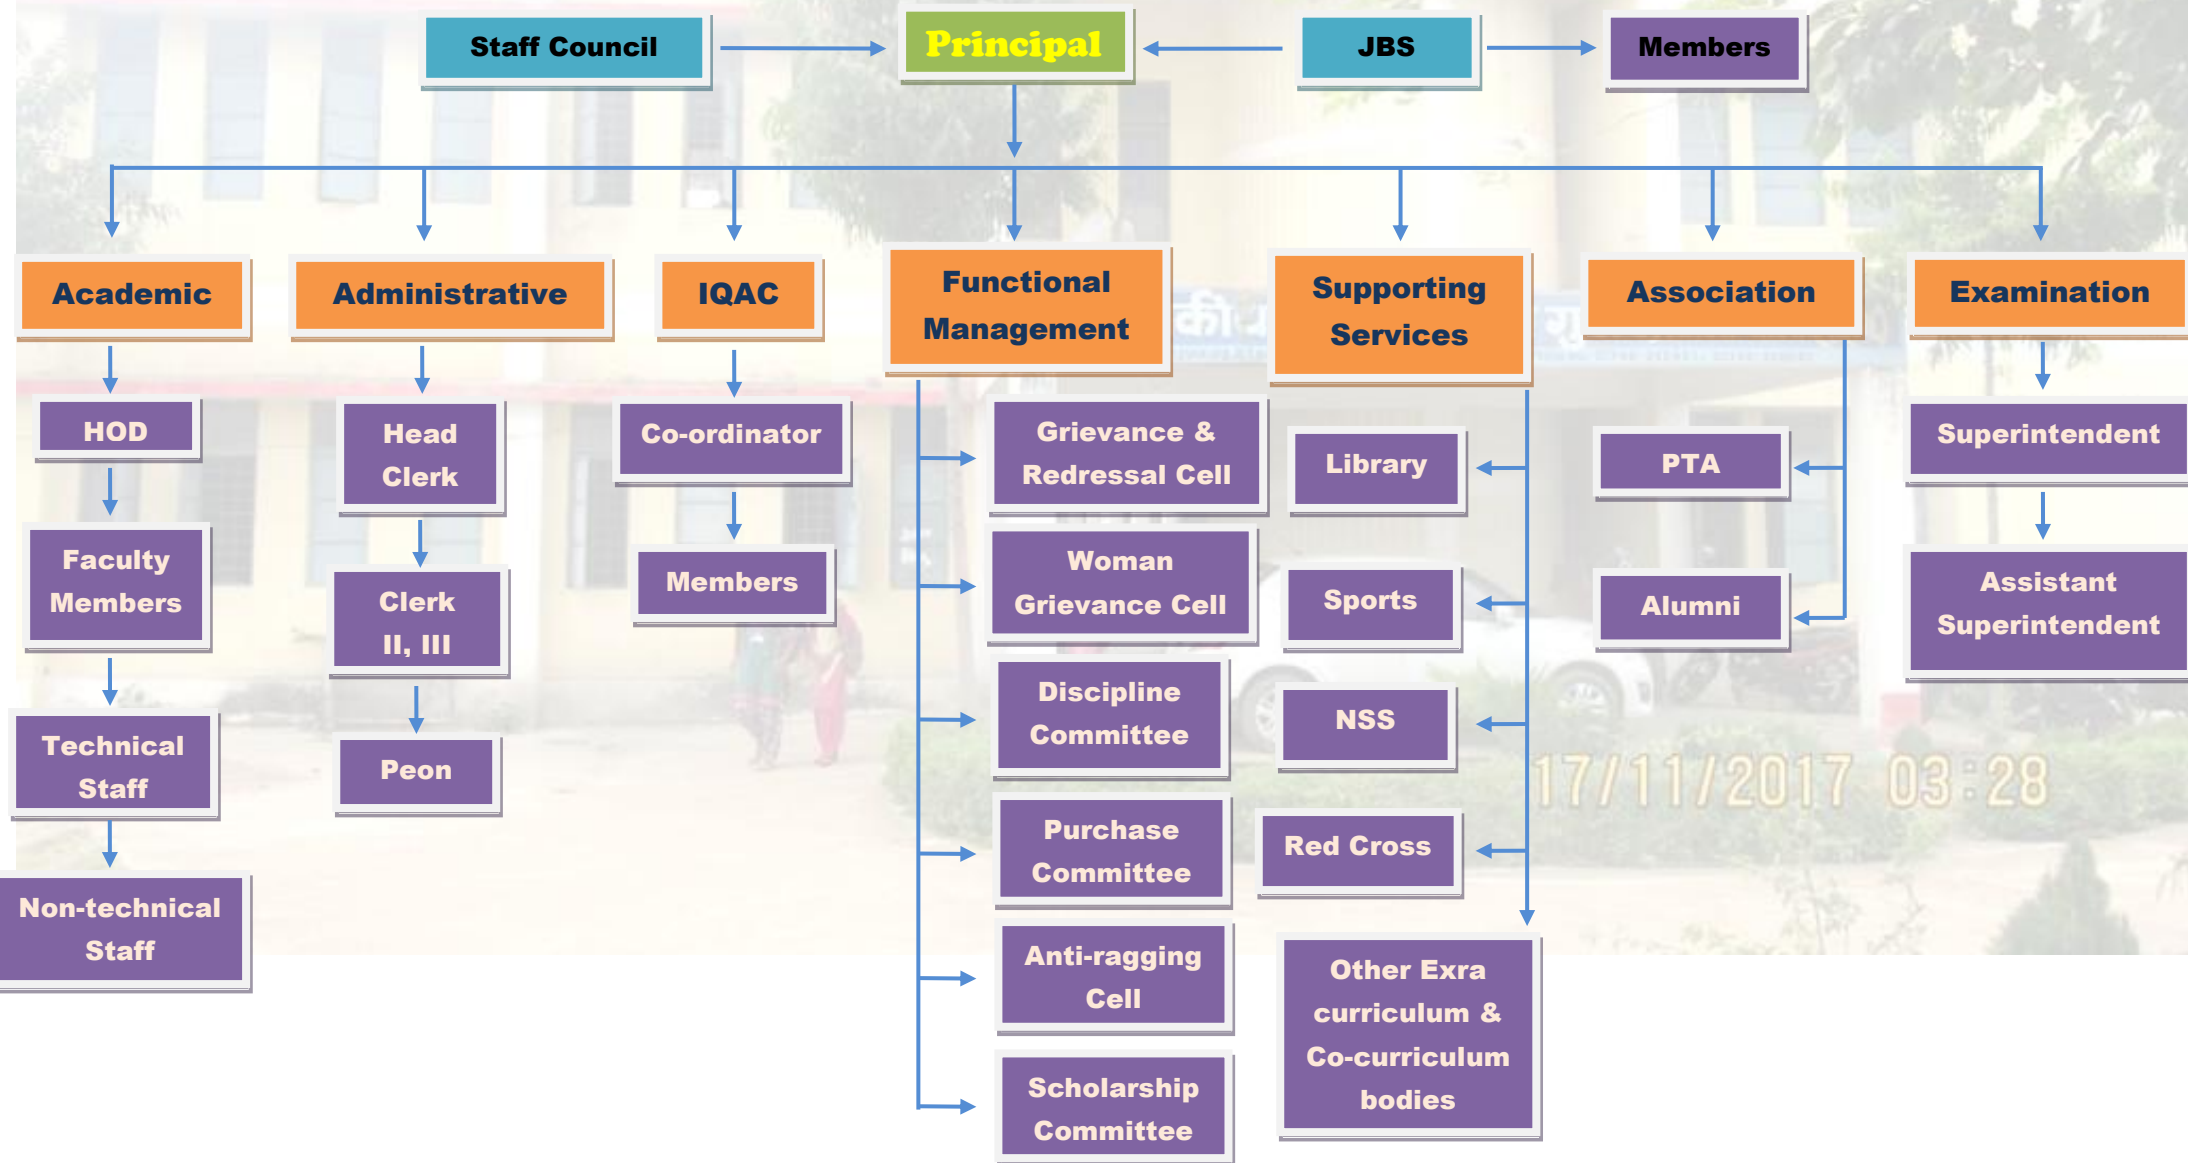 Staff Council
Principal
JBS
Members
Academic
Administrative
IQAC
Functional
Management
Supporting
Services
Association
Examination
HOD
Faculty
Members
Technical
Staff
Non-technical
Staff
Head
Clerk
Clerk
II, III
Peon
Co-ordinator
Members
Grievance &
Redressal Cell
Woman
Grievance Cell
Discipline
Committee
Purchase
Committee
Anti-ragging
Cell
Scholarship
Committee
Library
Sports
NSS
Red Cross
Other Exra
curriculum &
Co-curriculum
bodies
PTA
Alumni
Superintendent
Assistant
Superintendent
की
17/11/2017 03:28